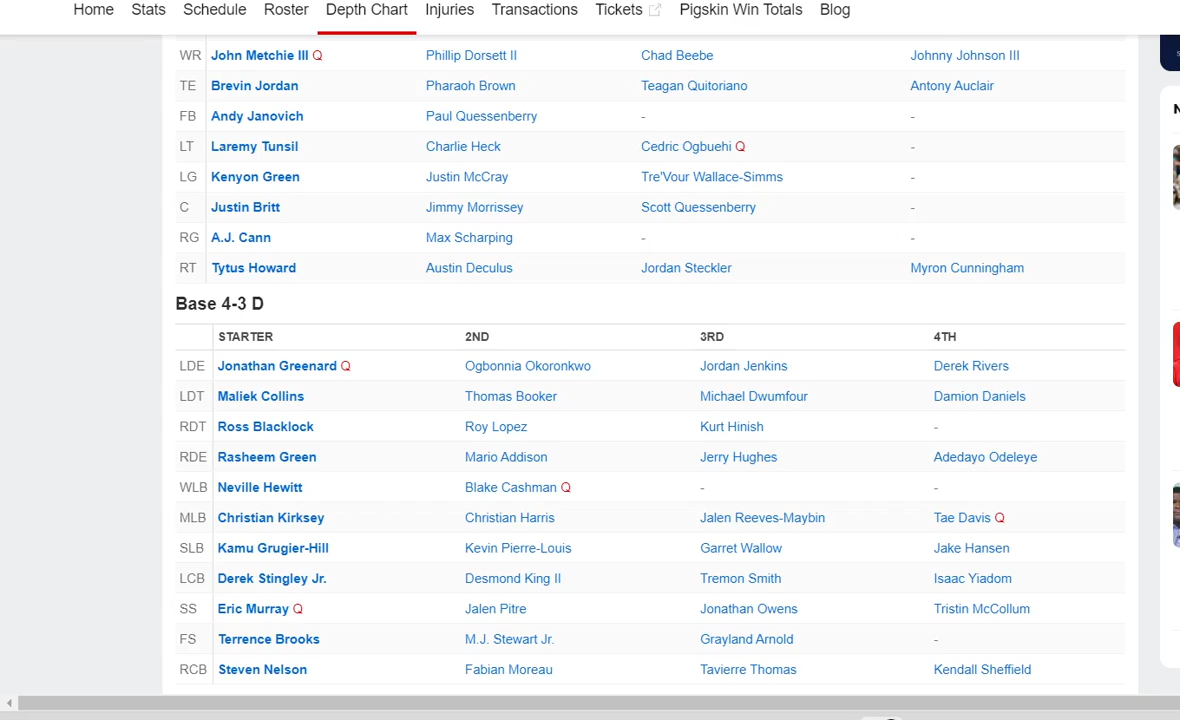 Home Stats Schedule Roster Depth Chart Injuries Transactions Tickets Pigskin Win Totals Blog
WR John Metchie III Q Phillip Dorsett II Chad Beebe Johnny Johnson III
TE Brevin Jordan Pharaoh Brown Teagan Quitoriano Antony Auclair
FB Andy Janovich Paul Quessenberry - -
LT Laremy Tunsil Charlie Heck Cedric Ogbuehi Q -
LG Kenyon Green Justin McCray Tre'Vour Wallace-Simms -
C Justin Britt Jimmy Morrissey Scott Quessenberry -
RG A.J. Cann Max Scharping - -
RT Tytus Howard Austin Deculus Jordan Steckler Myron Cunningham
Base 4-3 D
STARTER 2ND 3RD 4TH
LDE Jonathan Greenard Q Ogbonnia Okoronkwo Jordan Jenkins Derek Rivers
LDT Maliek Collins Thomas Booker Michael Dwumfour Damion Daniels
RDT Ross Blacklock Roy Lopez Kurt Hinish -
RDE Rasheem Green Mario Addison Jerry Hughes Adedayo Odeleye
WLB Neville Hewitt Blake Cashman Q - -
MLB Christian Kirksey Christian Harris Jalen Reeves-Maybin Tae Davis Q
SLB Kamu Grugier-Hill Kevin Pierre-Louis Garret Wallow Jake Hansen
LCB Derek Stingley Jr. Desmond King II Tremon Smith Isaac Yiadom
SS Eric Murray Q Jalen Pitre Jonathan Owens Tristin McCollum
FS Terrence Brooks M.J. Stewart Jr. Grayland Arnold -
RCB Steven Nelson Fabian Moreau Tavierre Thomas Kendall Sheffield